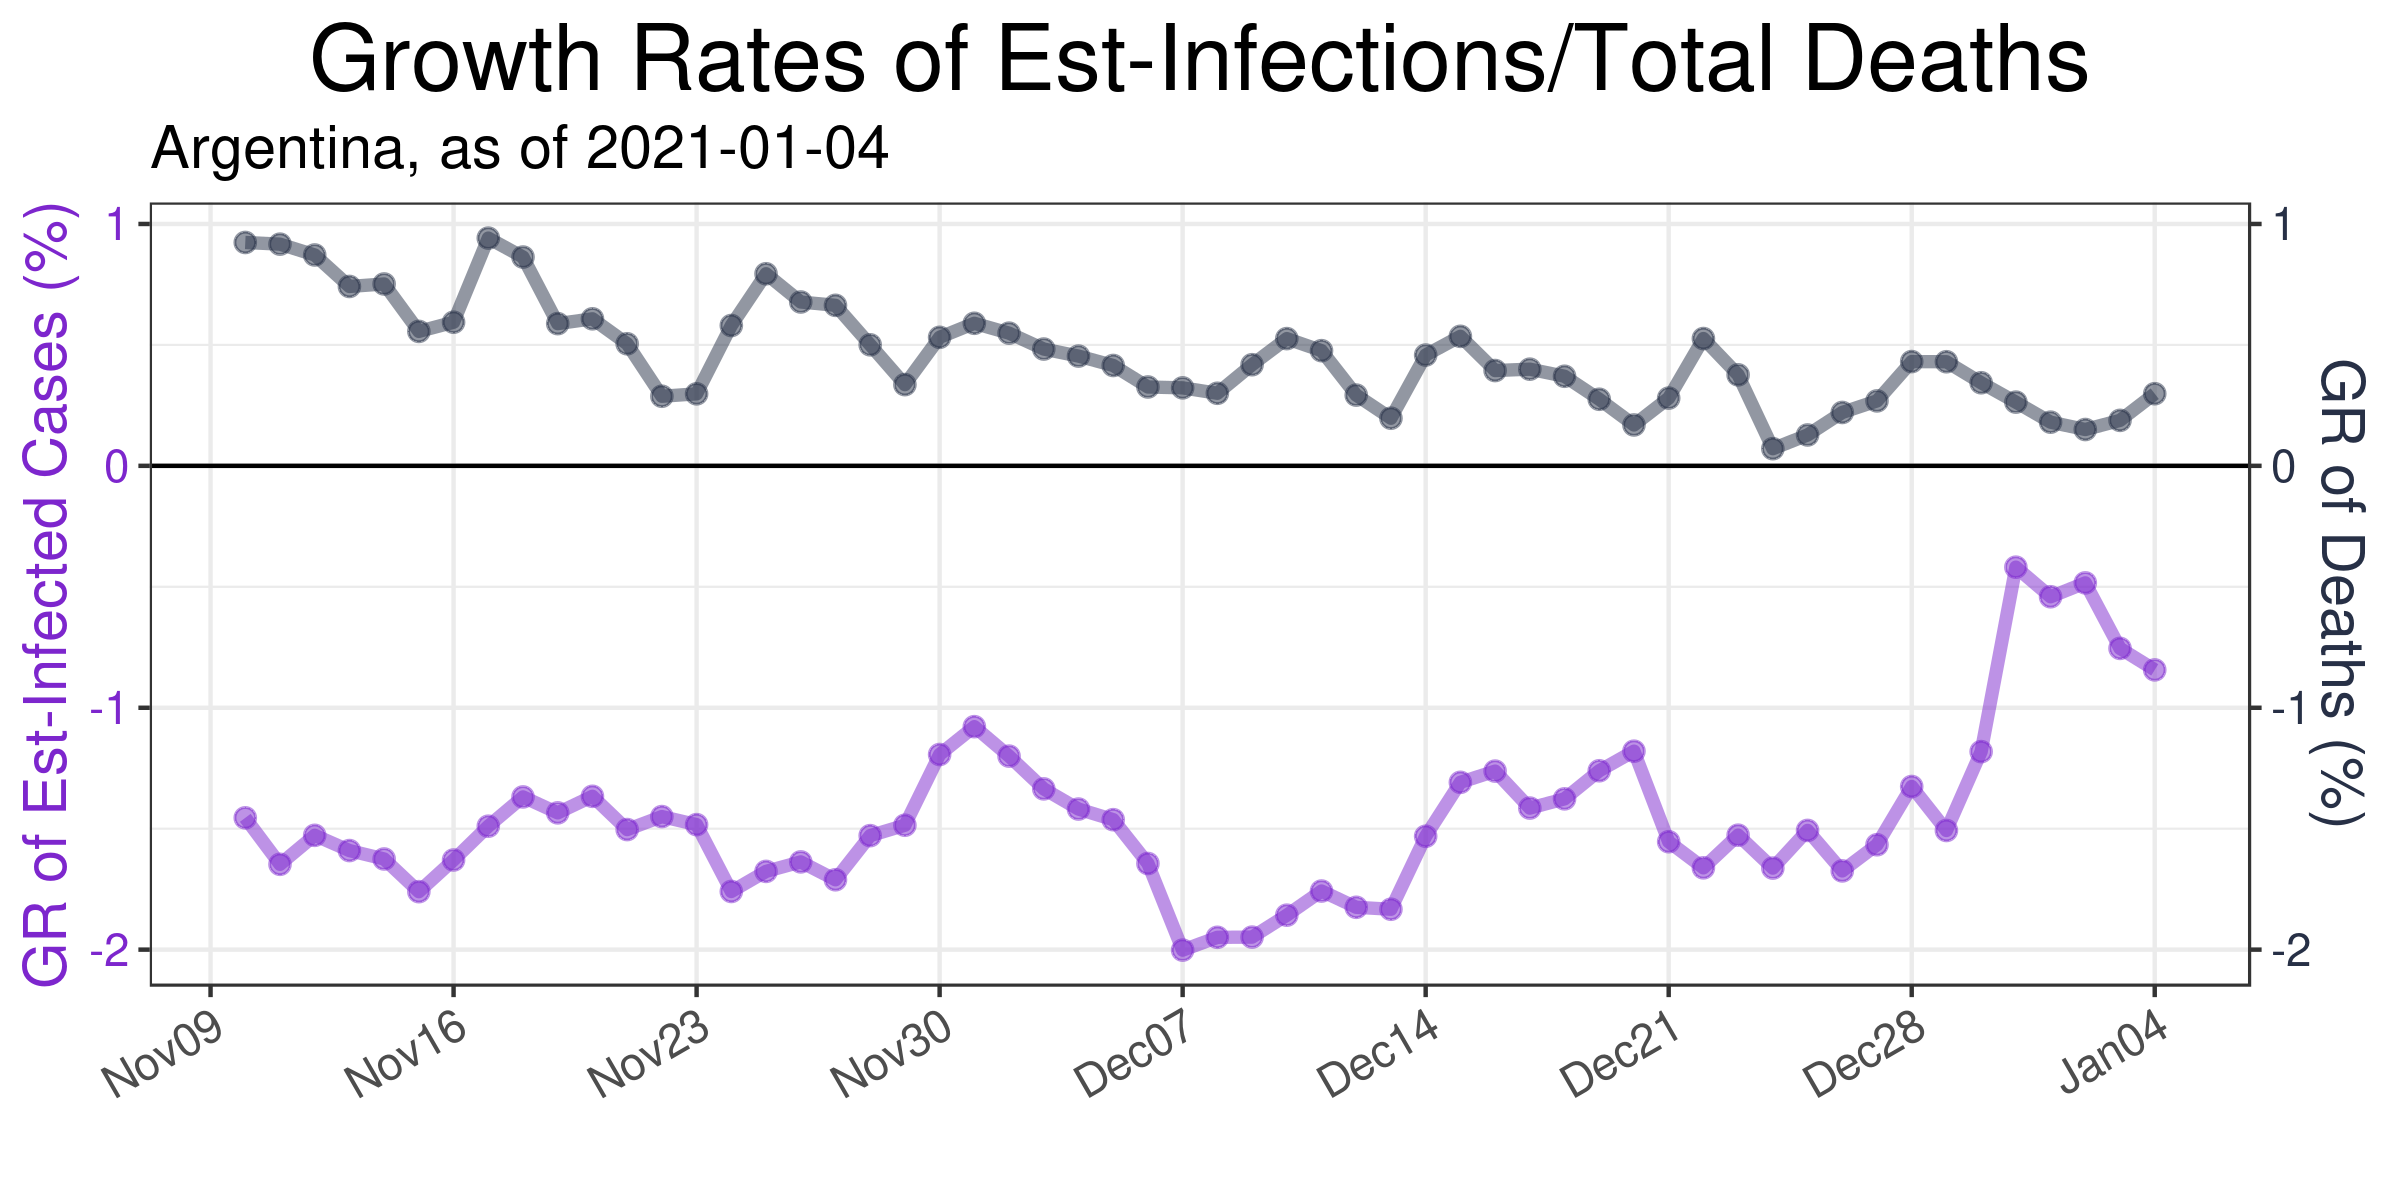 Growth Rates of Est-Infections/Total Deaths
Argentina, as of 2021-01-04
GR of Est-Infected Cases (%)
1
0
-1
-2
1
0
-1
-2
GR of Deaths (%)
Nov09
Nov16
Nov23
Nov30
Dec07
Dec14
Dec21
Dec28
Jan04